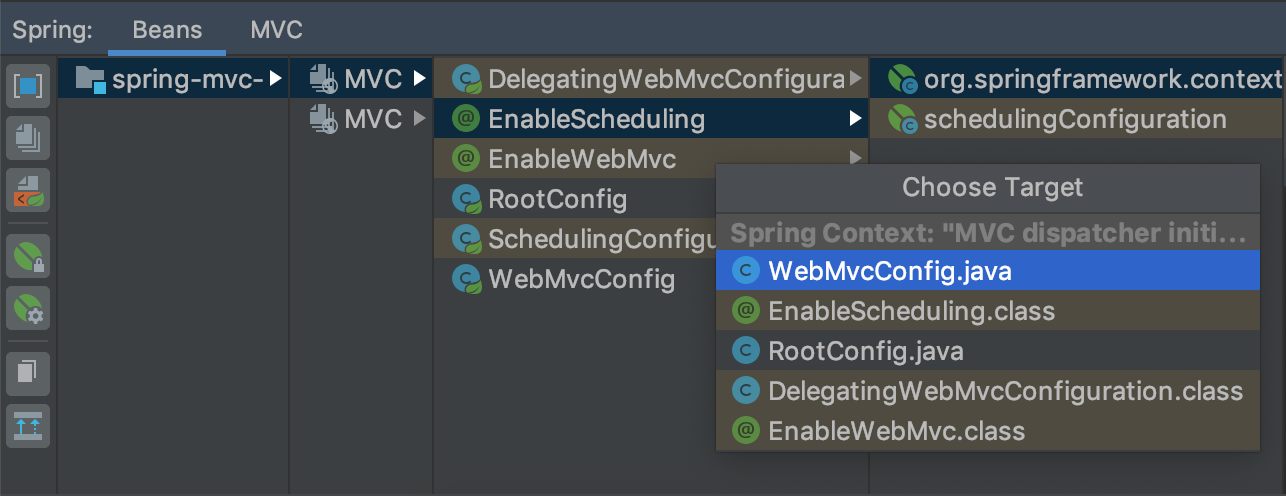 Spring: Beans MVC
spring-mvc-
MVC
MVC
DelegatingWebMvcConfigura
EnableScheduling
EnableWebMvc
RootConfig
SchedulingConfigu
WebMvcConfig
org.springframework.context
schedulingConfiguration
Choose Target
Spring Context: "MVC dispatcher initi...
WebMvcConfig.java
EnableScheduling.class
RootConfig.java
DelegatingWebMvcConfiguration.class
EnableWebMvc.class